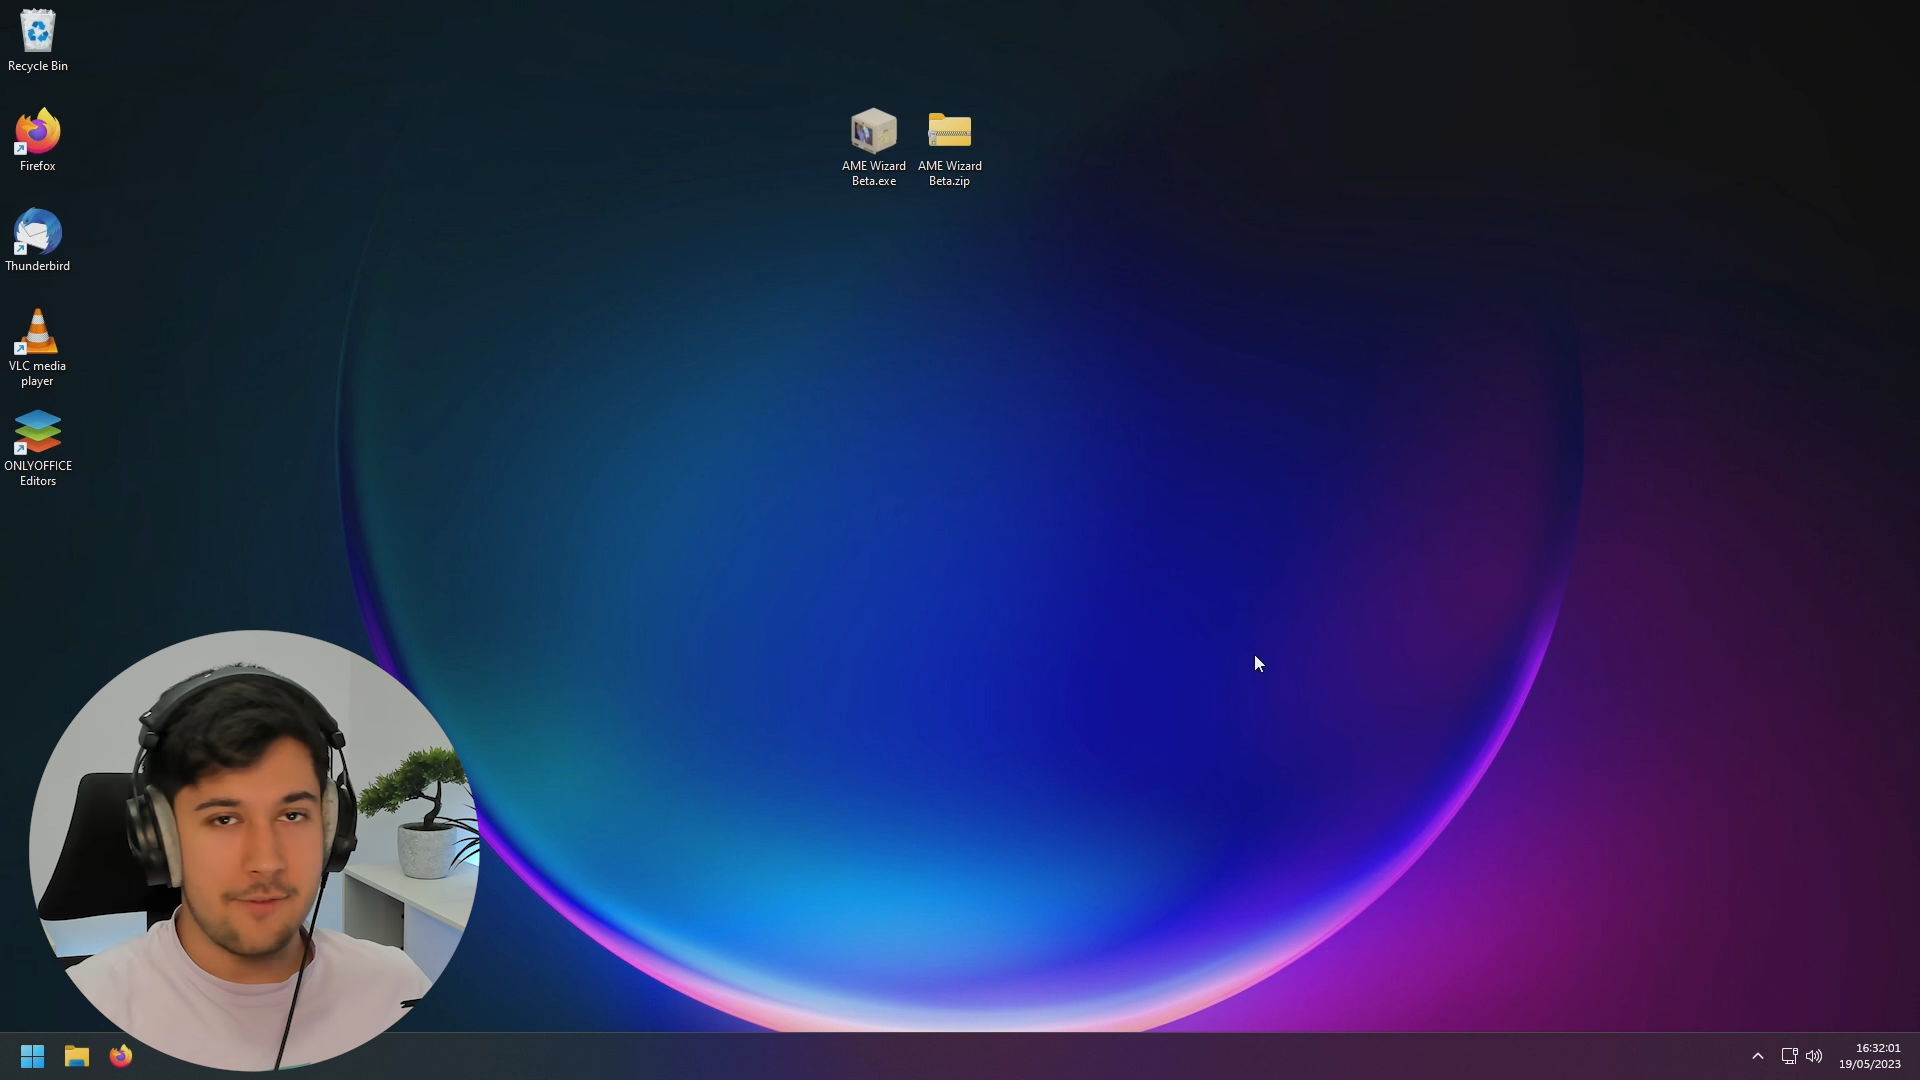 Recycle Bin
Firefox
Thunderbird
VLC media
player
ONLYOFFICE
Editors
AME Wizard
Beta.exe
AME Wizard
Beta.zip
16:32:01
19/05/2023